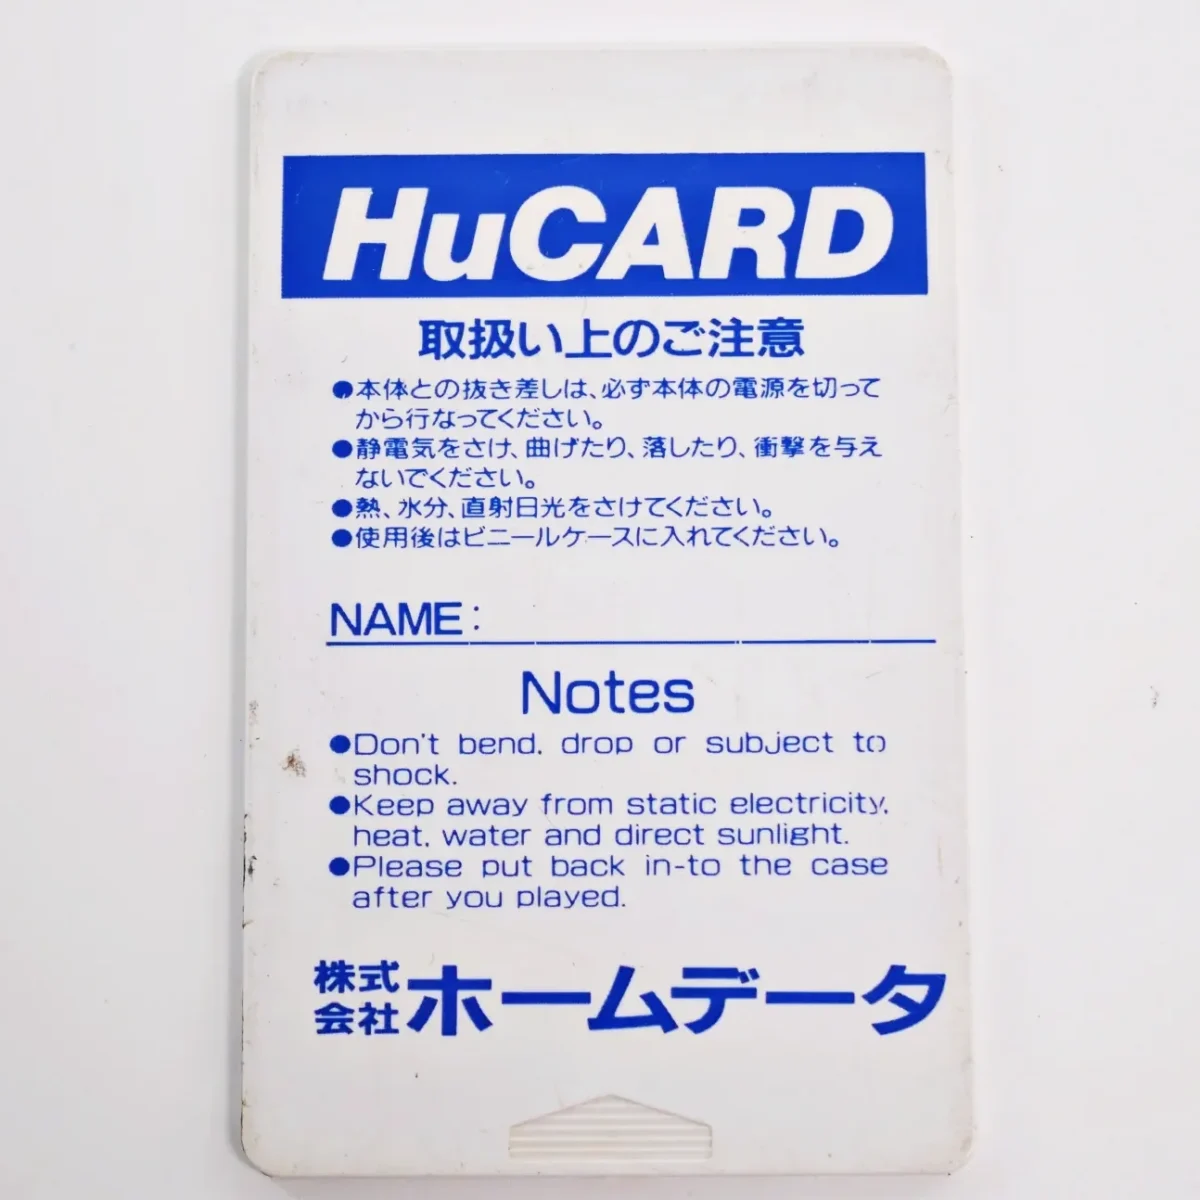 HuCARD
取扱い上のご注意
●本体との抜き差しは、必ず本体の電源を切って
から行なってください。
●静電気をさけ、曲げたり、落したり、衝撃を与え
ないでください。
●熱、水分、直射日光をさけてください。
●使用後はビニールケースに入れてください。
NAME:
Notes
●Don't bend, drop or subject to
shock.
●Keep away from static electricity,
heat, water and direct sunlight.
●Please put back in-to the case
after you played.
株式会社ホームデータ